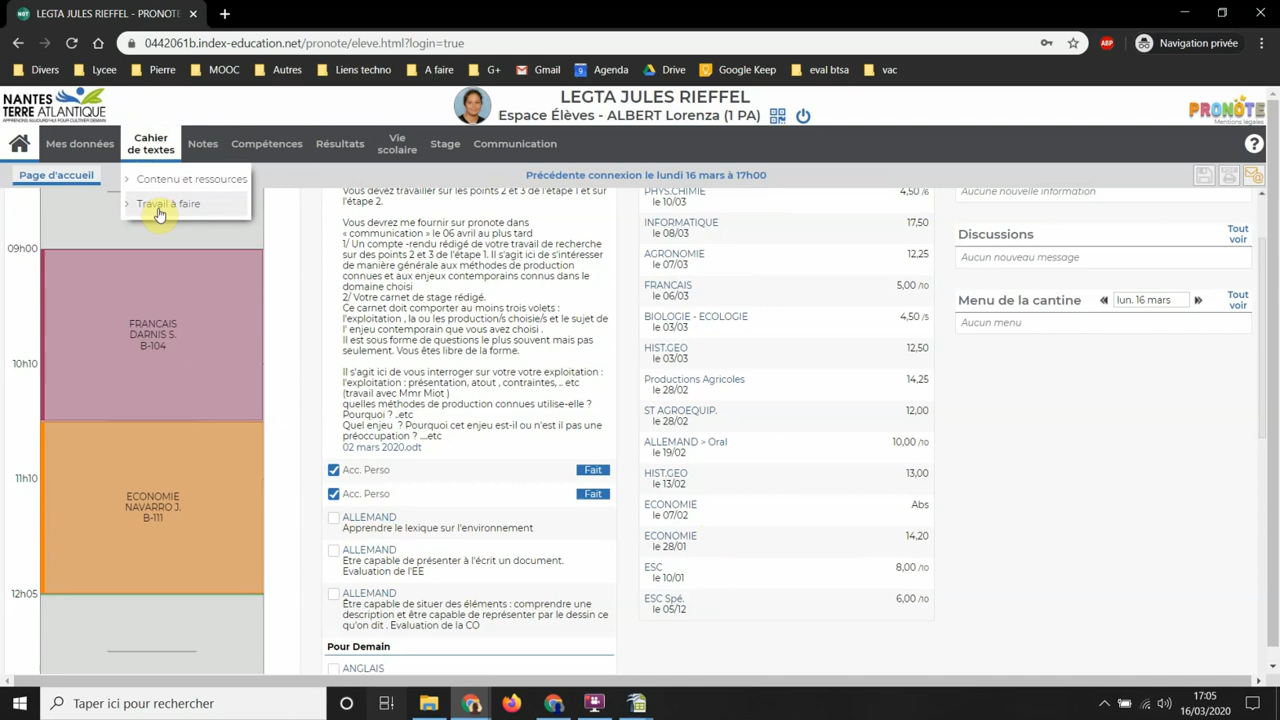 LEGTA JULES RIEFFEL - PRONOTE
0442061b.index-education.net/pronote/eleve.html?login=true
ABP
Navigation privée
Divers
Lycee
Pierre
MOOC
Autres
Liens techno
A faire
G+
Gmail
Agenda
Drive
Google Keep
eval btsa
vac
NANTES
TERRE ATLANTIQUE
APPRENDRE AUJOURD'HUI POUR CULTIVER DEMAIN
LEGTA JULES RIEFFEL
Espace Élèves - ALBERT Lorenza (1 PA)
PRONOTE
Mentions légales
Mes données
Cahier
de textes
Notes
Compétences
Résultats
Vie
scolaire
Stage
Communication
?
Page d'accueil
Contenu et ressources
Travail à faire
Précédente connexion le lundi 16 mars à 17h00
09h00
FRANCAIS
DARNIS S.
B-104
10h10
11h10
ECONOMIE
NAVARRO J.
B-111
12h05
Vous devez travailler sur les points 2 et 3 de l'étape 1 et sur
l'étape 2.
Vous devrez me fournir sur pronote dans
« communication » le 06 avril au plus tard
1/ Un compte -rendu rédigé de votre travail de recherche
sur des points 2 et 3 de l'étape 1. Il s'agit ici de s'intéresser
de manière générale aux méthodes de production
connues et aux enjeux contemporains connus dans le
domaine choisi
2/ Votre carnet de stage rédigé.
Ce carnet doit comporter au moins trois volets :
l'exploitation , la ou les production/s choisie/s et le sujet de
l' enjeu contemporain que vous avez choisi .
Il est sous forme de questions le plus souvent mais pas
seulement. Vous êtes libre de la forme.
Il s'agit ici de vous interroger sur votre votre exploitation :
l'exploitation : présentation, atout , contraintes, .. etc
(travail avec Mmr Miot )
quelles méthodes de production connues utilise-elle ?
Pourquoi ? ..etc
Quel enjeu ? Pourquoi cet enjeu est-il ou n'est il pas une
préoccupation ? ....etc
02 mars 2020.odt
Acc. Perso
Fait
Acc. Perso
Fait
ALLEMAND
Apprendre le lexique sur l'environnement
ALLEMAND
Etre capable de présenter à l'écrit un document.
Evaluation de l'EE
ALLEMAND
Être capable de situer des éléments : comprendre une
description et être capable de représenter par le dessin ce
qu'on dit . Evaluation de la CO
Pour Demain
ANGLAIS
PHYS.CHIMIE 4,50 /6
le 10/03
INFORMATIQUE 17,50
le 08/03
AGRONOMIE 12,25
le 07/03
FRANCAIS 5,00 /10
le 06/03
BIOLOGIE - ECOLOGIE 4,50 /5
le 03/03
HIST.GEO 12,50
le 03/03
Productions Agricoles 14,25
le 28/02
ST AGROEQUIP. 12,00
le 28/02
ALLEMAND > Oral 10,00 /10
le 19/02
HIST.GEO 13,00
le 13/02
ECONOMIE Abs
le 07/02
ECONOMIE 14,20
le 28/01
ESC 8,00 /10
le 10/01
ESC Spé. 6,00 /10
le 05/12
Aucune nouvelle information
Discussions
Tout
voir
Aucun nouveau message
Menu de la cantine
lun. 16 mars
Tout
voir
Aucun menu
Taper ici pour rechercher
17:05
16/03/2020